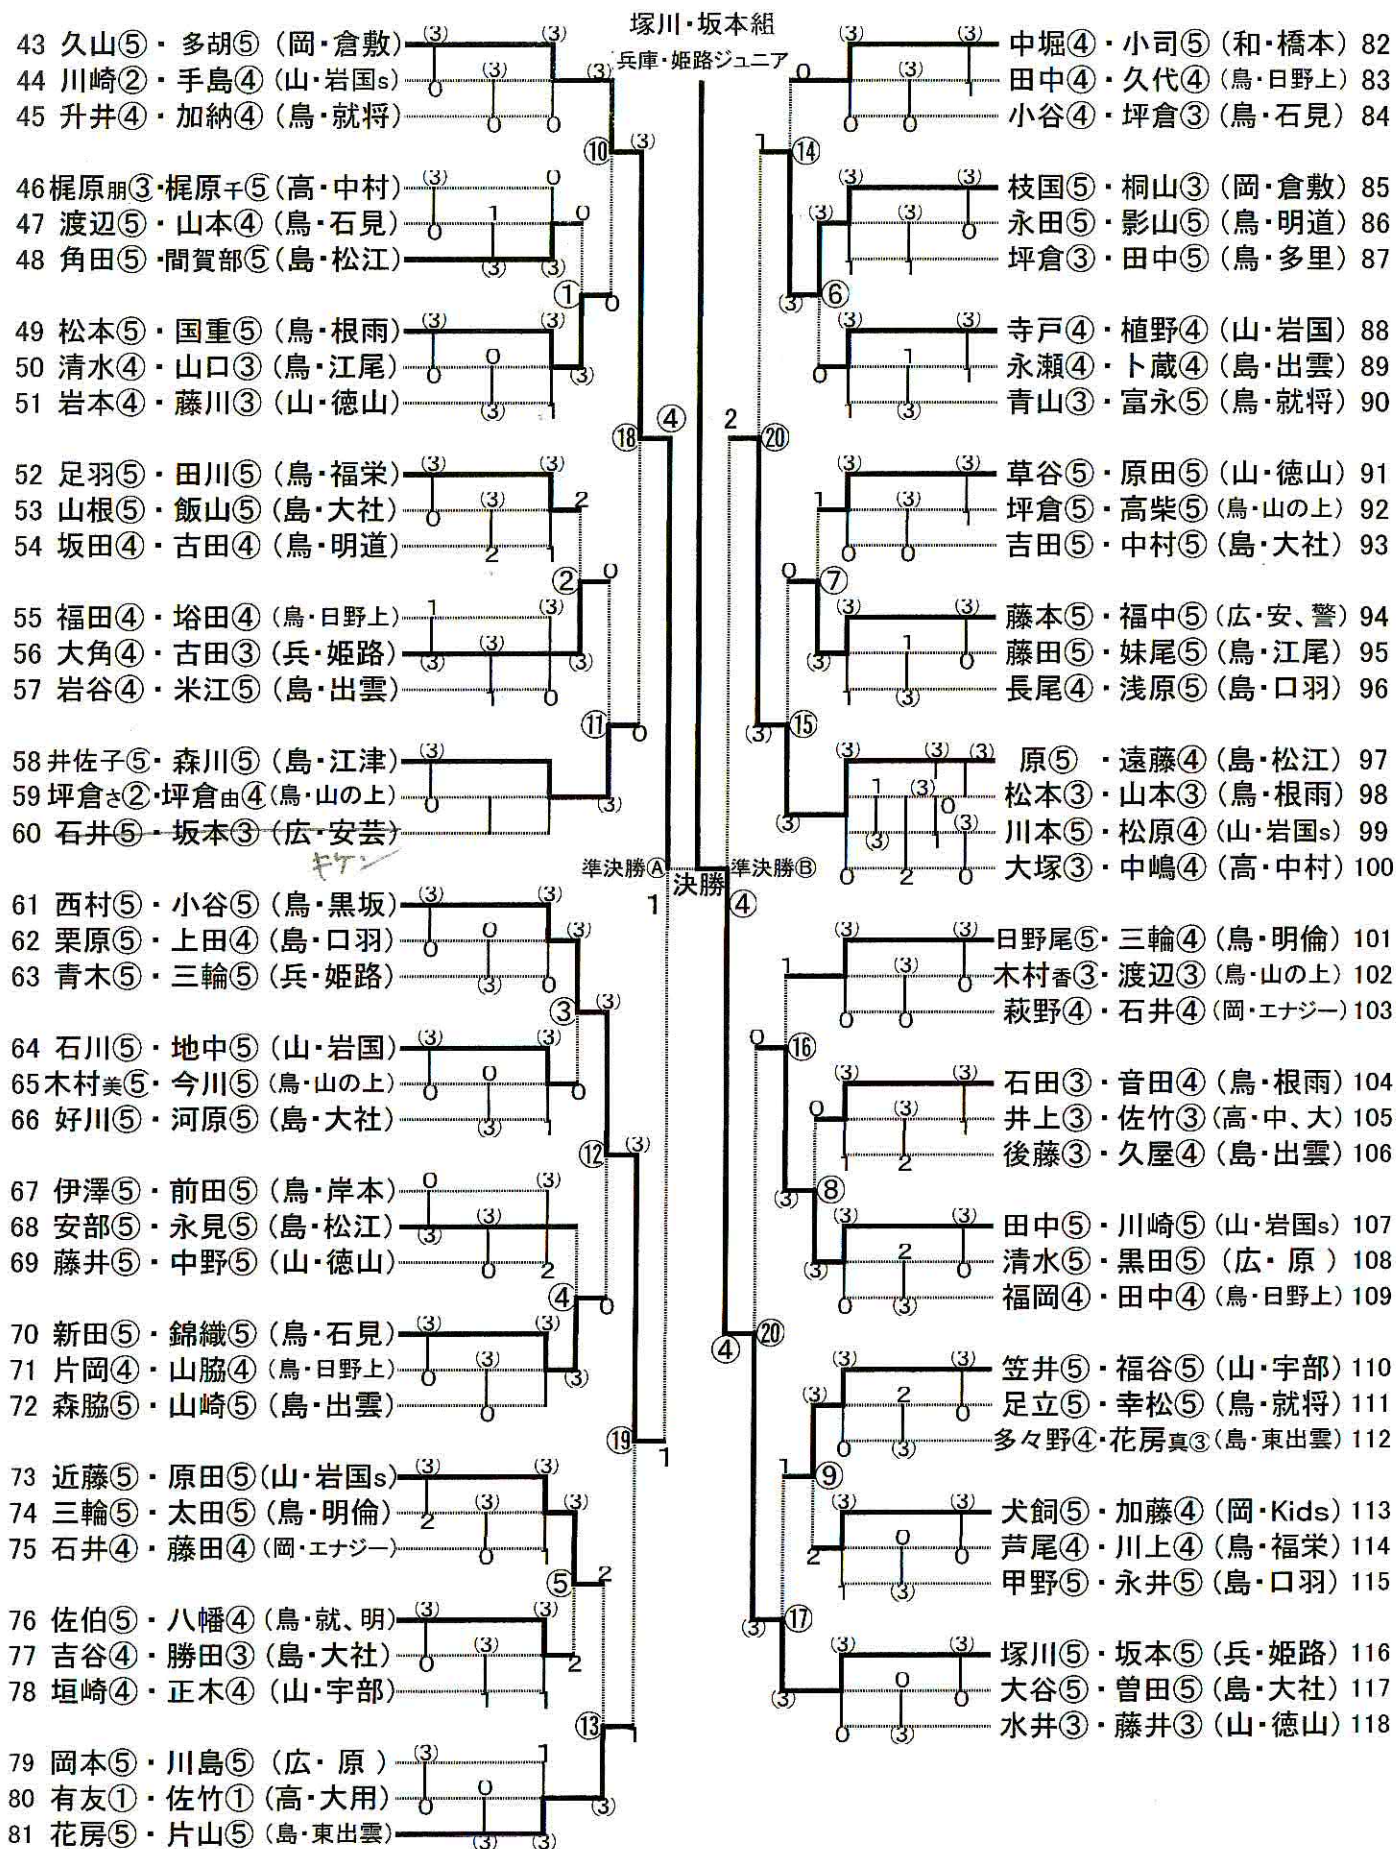 塚川・坂本組
兵庫・姫路ジュニア
43 久山⑤・多胡⑤ (岡・倉敷)
44 川崎②・手島④ (山・岩国s)
45 升井④・加納④ (鳥・就将)
46 梶原朋③・梶原千⑤ (高・中村)
47 渡辺⑤・山本④ (鳥・石見)
48 角田⑤・間賀部⑤ (島・松江)
49 松本⑤・国重⑤ (鳥・根雨)
50 清水④・山口③ (鳥・江尾)
51 岩本④・藤川③ (山・徳山)
52 足羽⑤・田川⑤ (鳥・福栄)
53 山根⑤・飯山⑤ (島・大社)
54 坂田④・古田④ (鳥・明道)
55 福田④・塔田④ (鳥・日野上)
56 大角④・古田③ (兵・姫路)
57 岩谷④・米江⑤ (島・出雲)
58 井佐子⑤・森川⑤ (島・江津)
59 坪倉さ②・坪倉由④ (鳥・山の上)
60 石井⑤・坂本③ (広・安芸)
キケン
61 西村⑤・小谷⑤ (鳥・黒坂)
62 栗原⑤・上田④ (島・口羽)
63 青木⑤・三輪⑤ (兵・姫路)
64 石川⑤・地中⑤ (山・岩国)
65 木村美⑤・今川⑤ (鳥・山の上)
66 好川⑤・河原⑤ (島・大社)
67 伊澤⑤・前田⑤ (鳥・岸本)
68 安部⑤・永見⑤ (島・松江)
69 藤井⑤・中野⑤ (山・徳山)
70 新田⑤・錦織⑤ (鳥・石見)
71 片岡④・山脇④ (鳥・日野上)
72 森脇⑤・山崎⑤ (島・出雲)
73 近藤⑤・原田⑤ (山・岩国s)
74 三輪⑤・太田⑤ (鳥・明倫)
75 石井④・藤田④ (岡・エナジー)
76 佐伯⑤・八幡④ (鳥・就、明)
77 吉谷④・勝田③ (島・大社)
78 垣崎④・正木④ (山・宇部)
79 岡本⑤・川島⑤ (広・原 )
80 有友①・佐竹① (高・大用)
81 花房⑤・片山⑤ (島・東出雲)
準決勝Ⓐ
決勝
準決勝Ⓑ
中堀④・小司⑤ (和・橋本) 82
田中④・久代④ (鳥・日野上) 83
小谷④・坪倉③ (鳥・石見) 84
枝国⑤・桐山③ (岡・倉敷) 85
永田⑤・影山⑤ (鳥・明道) 86
坪倉③・田中⑤ (鳥・多里) 87
寺戸④・植野④ (山・岩国) 88
永瀬④・卜蔵④ (島・出雲) 89
青山③・富永⑤ (鳥・就将) 90
草谷⑤・原田⑤ (山・徳山) 91
坪倉⑤・高柴⑤ (鳥・山の上) 92
吉田⑤・中村⑤ (島・大社) 93
藤本⑤・福中⑤ (広・安、警) 94
藤田⑤・妹尾⑤ (鳥・江尾) 95
長尾④・浅原⑤ (島・口羽) 96
原⑤ ・遠藤④ (島・松江) 97
松本③・山本③ (鳥・根雨) 98
川本⑤・松原④ (山・岩国s) 99
大塚③・中嶋④ (高・中村) 100
日野尾⑤・三輪④ (鳥・明倫) 101
木村香③・渡辺③ (鳥・山の上) 102
萩野④・石井④ (岡・エナジー) 103
石田③・音田④ (鳥・根雨) 104
井上③・佐竹③ (高・中、大) 105
後藤③・久屋④ (島・出雲) 106
田中⑤・川崎⑤ (山・岩国s) 107
清水⑤・黒田⑤ (広・原 ) 108
福岡④・田中④ (鳥・日野上) 109
笠井⑤・福谷⑤ (山・宇部) 110
足立⑤・幸松⑤ (鳥・就将) 111
多々野④・花房真③ (島・東出雲) 112
犬飼⑤・加藤④ (岡・Kids) 113
芦尾④・川上④ (鳥・福栄) 114
甲野⑤・永井⑤ (島・口羽) 115
塚川⑤・坂本⑤ (兵・姫路) 116
大谷⑤・曽田⑤ (島・大社) 117
水井③・藤井③ (山・徳山) 118